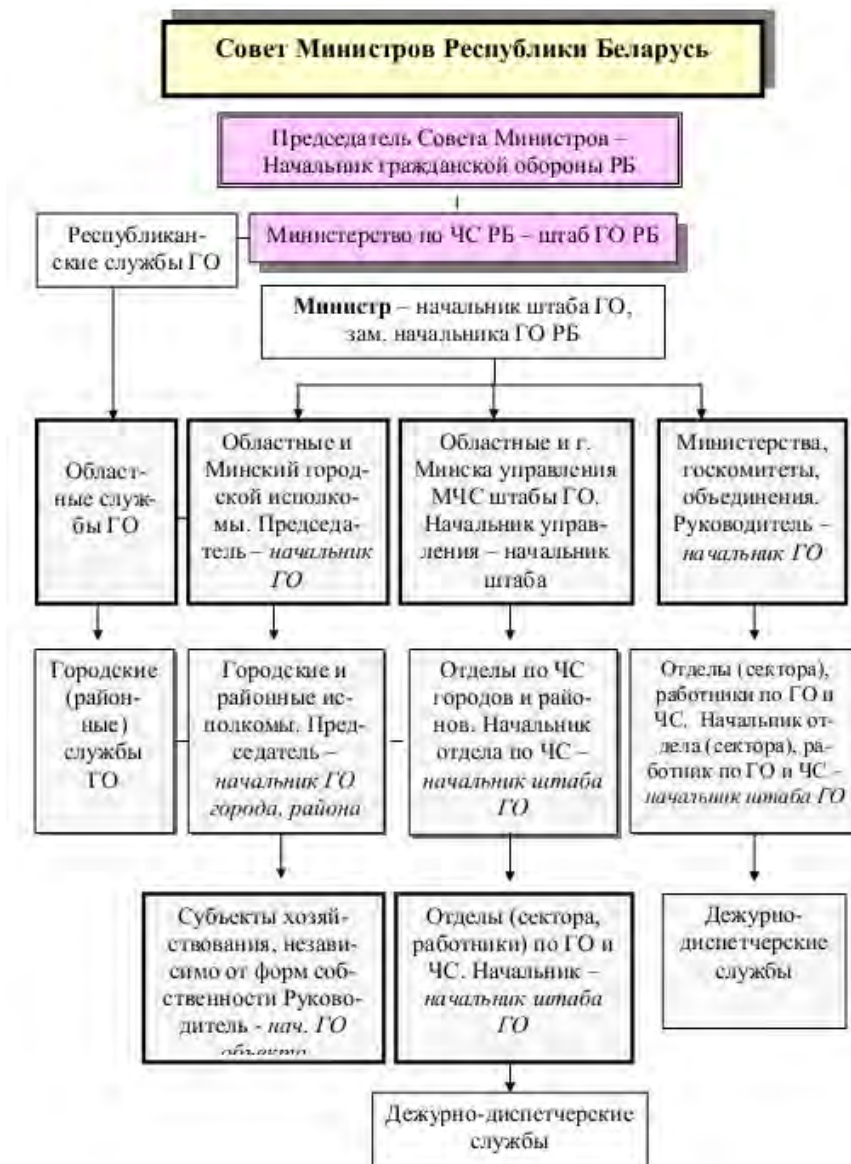 Совет Министров Республики Беларусь
Председатель Совета Министров –
Начальник гражданской обороны РБ
Республикан-
ские службы ГО
Министерство по ЧС РБ – штаб ГО РБ
Министр – начальник штаба ГО,
зам. начальника ГО РБ
Област-
ные служ-
бы ГО
Областные и
Минский город-
ской исполко-
мы. Председа-
тель – начальник
ГО
Областные и г.
Минска управления
МЧС штабы ГО.
Начальник управ-
ления – начальник
штаба
Министерства,
госкомитеты,
объединения.
Руководитель –
начальник ГО
Городские
(район-
ные)
службы
ГО
Городские и
районные ис-
полкомы. Пред-
седатель –
начальник ГО
города, района
Отделы по ЧС
городов и райо-
нов. Начальник
отдела по ЧС –
начальник штаба
ГО
Отделы (сектора),
работники по ГО и
ЧС. Начальник от-
дела (сектора), ра-
ботник по ГО и ЧС –
начальник штаба ГО
Субъекты хозяй-
ствования, незави-
симо от форм соб-
ственности Руково-
дитель - нач. ГО
объекта
Отделы (сектора,
работники) по ГО и
ЧС. Начальник –
начальник штаба
ГО
Дежурно-
диспетчерские
службы
Дежурно-диспетчерские
службы